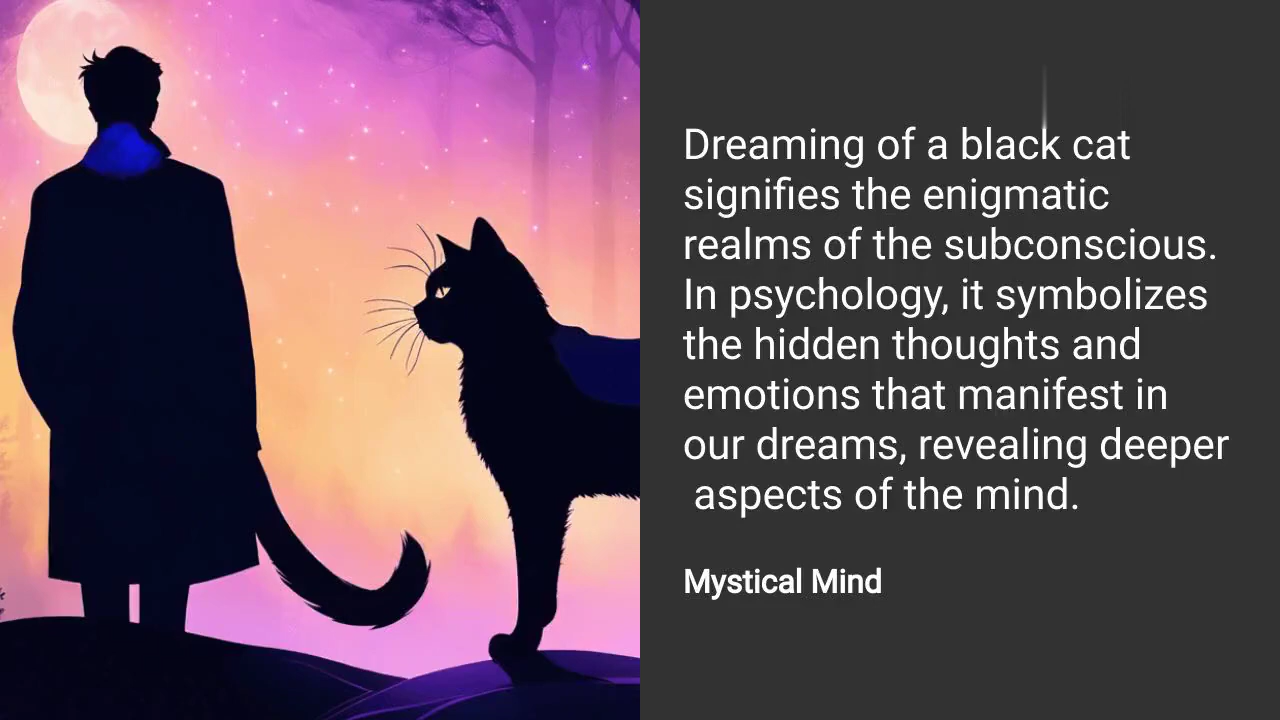 Dreaming of a black cat
signifies the enigmatic
realms of the subconscious.
In psychology, it symbolizes
the hidden thoughts and
emotions that manifest in
our dreams, revealing deeper
aspects of the mind.
Mystical Mind